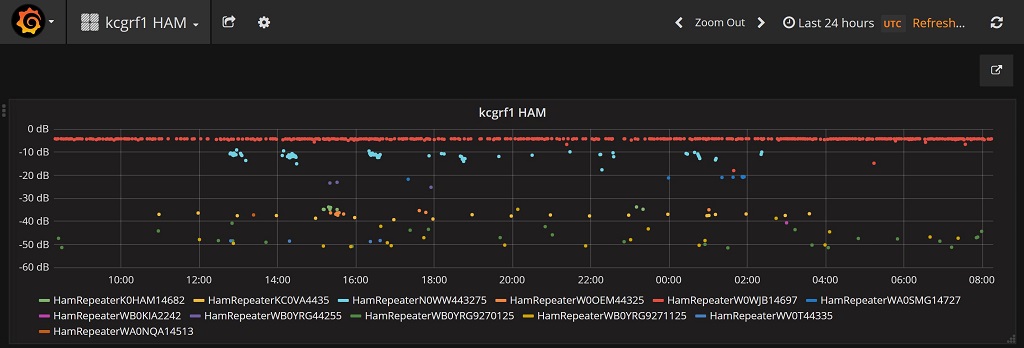 kcgrf1 HAM Zoom Out Last 24 hours UTC Refresh...
kcgrf1 HAM
0 dB
-10 dB
-20 dB
-30 dB
-40 dB
-50 dB
-60 dB
10:00 12:00 14:00 16:00 18:00 20:00 22:00 00:00 02:00 04:00 06:00 08:00
HamRepeaterK0HAM14682 HamRepeaterKC0VA4435 HamRepeaterN0WW443275 HamRepeaterW0OEM44325 HamRepeaterW0WJB14697 HamRepeaterWA0SMG14727
HamRepeaterWB0KIA2242 HamRepeaterWB0YRG44255 HamRepeaterWB0YRG9270125 HamRepeaterWB0YRG9271125 HamRepeaterWV0T44335
HamRepeaterWA0NQA14513